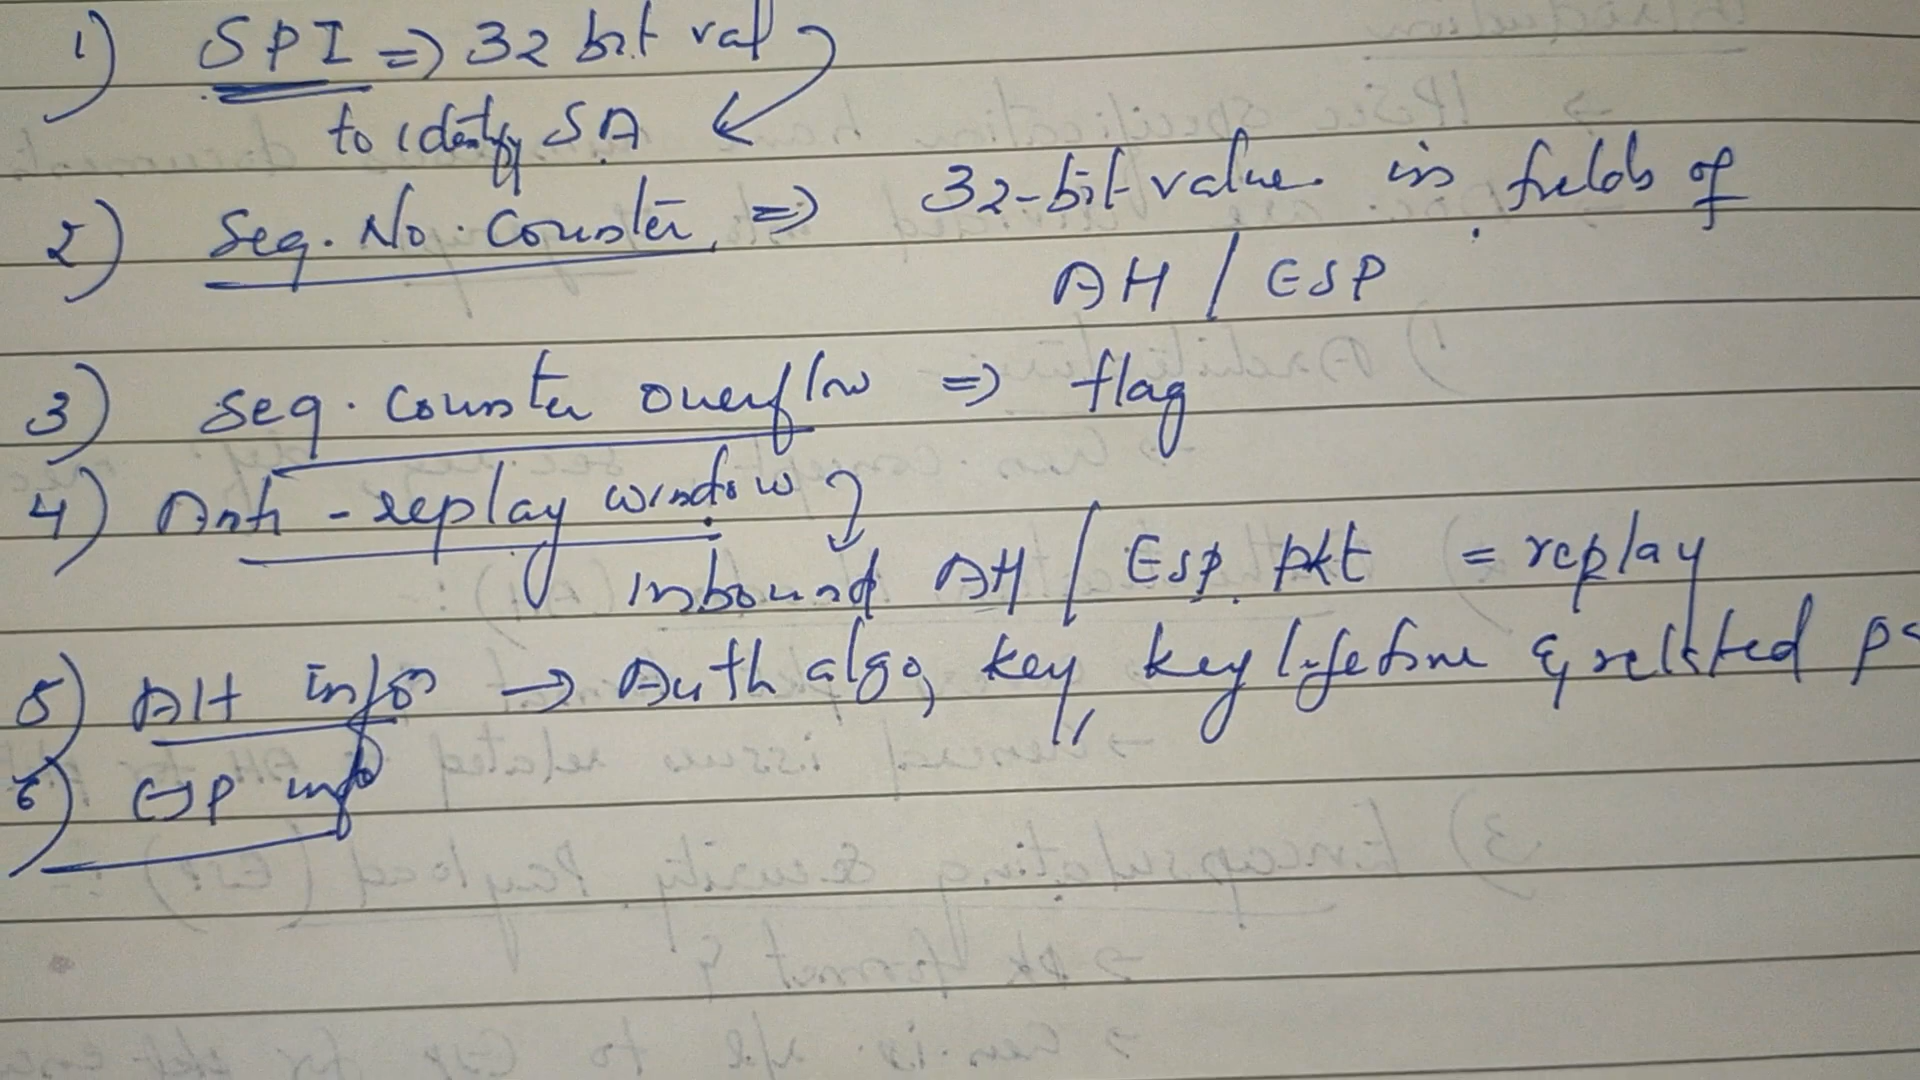 1) SPI => 32 bit val
to identify SA
2) Seq. No. Counter => 32-bit value in fields of
AH / ESP
3) Seq. Counter overflow => flag
4) Anti-replay window
inbound AH / ESP pkt = replay
5) AH info → Auth algo, key, key lifetime & related
6) ESP info